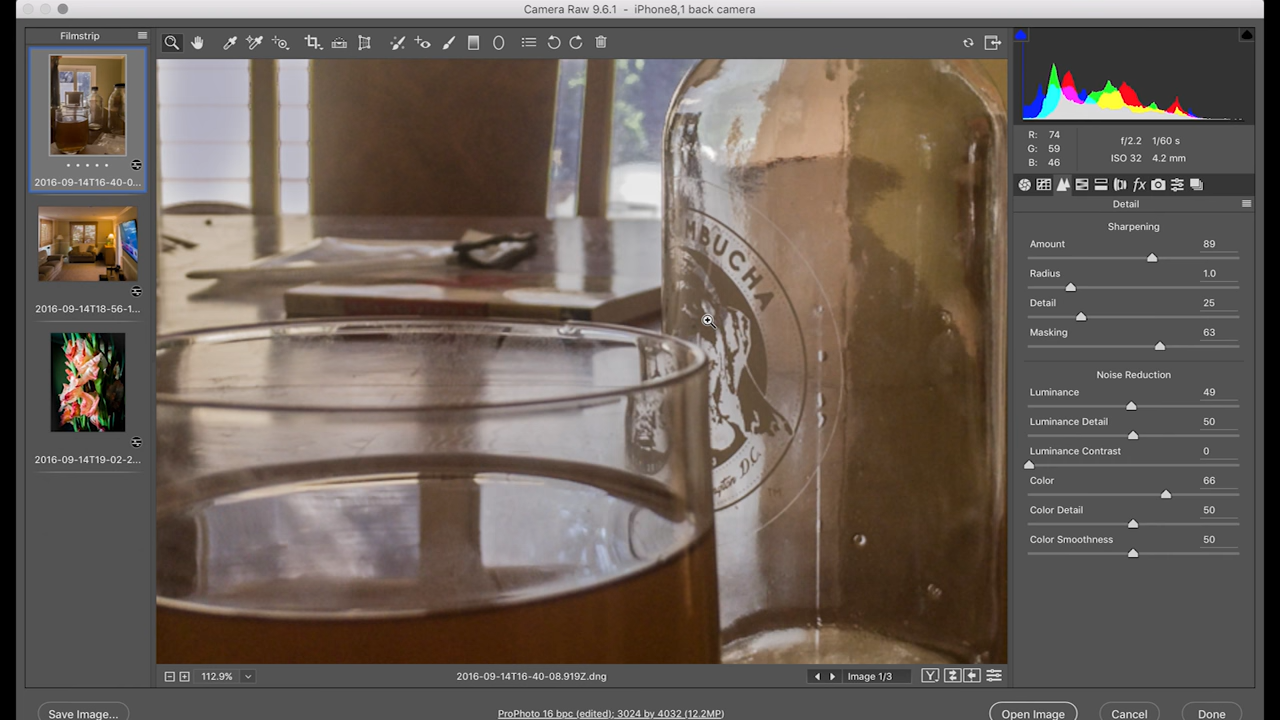 Camera Raw 9.6.1 - iPhone8,1 back camera
Filmstrip
2016-09-14T16-40-0...
2016-09-14T18-56-1...
2016-09-14T19-02-2...
MBUCHA
D.C.
TM
112.9%
2016-09-14T16-40-08.919Z.dng
Image 1/3
Y
R: 74
G: 59
B: 46
f/2.2 1/60 s
ISO 32 4.2 mm
fx
Detail
Sharpening
Amount 89
Radius 1.0
Detail 25
Masking 63
Noise Reduction
Luminance 49
Luminance Detail 50
Luminance Contrast 0
Color 66
Color Detail 50
Color Smoothness 50
Save Image...
ProPhoto 16 bpc (edited); 3024 by 4032 (12.2MP)
Open Image
Cancel
Done